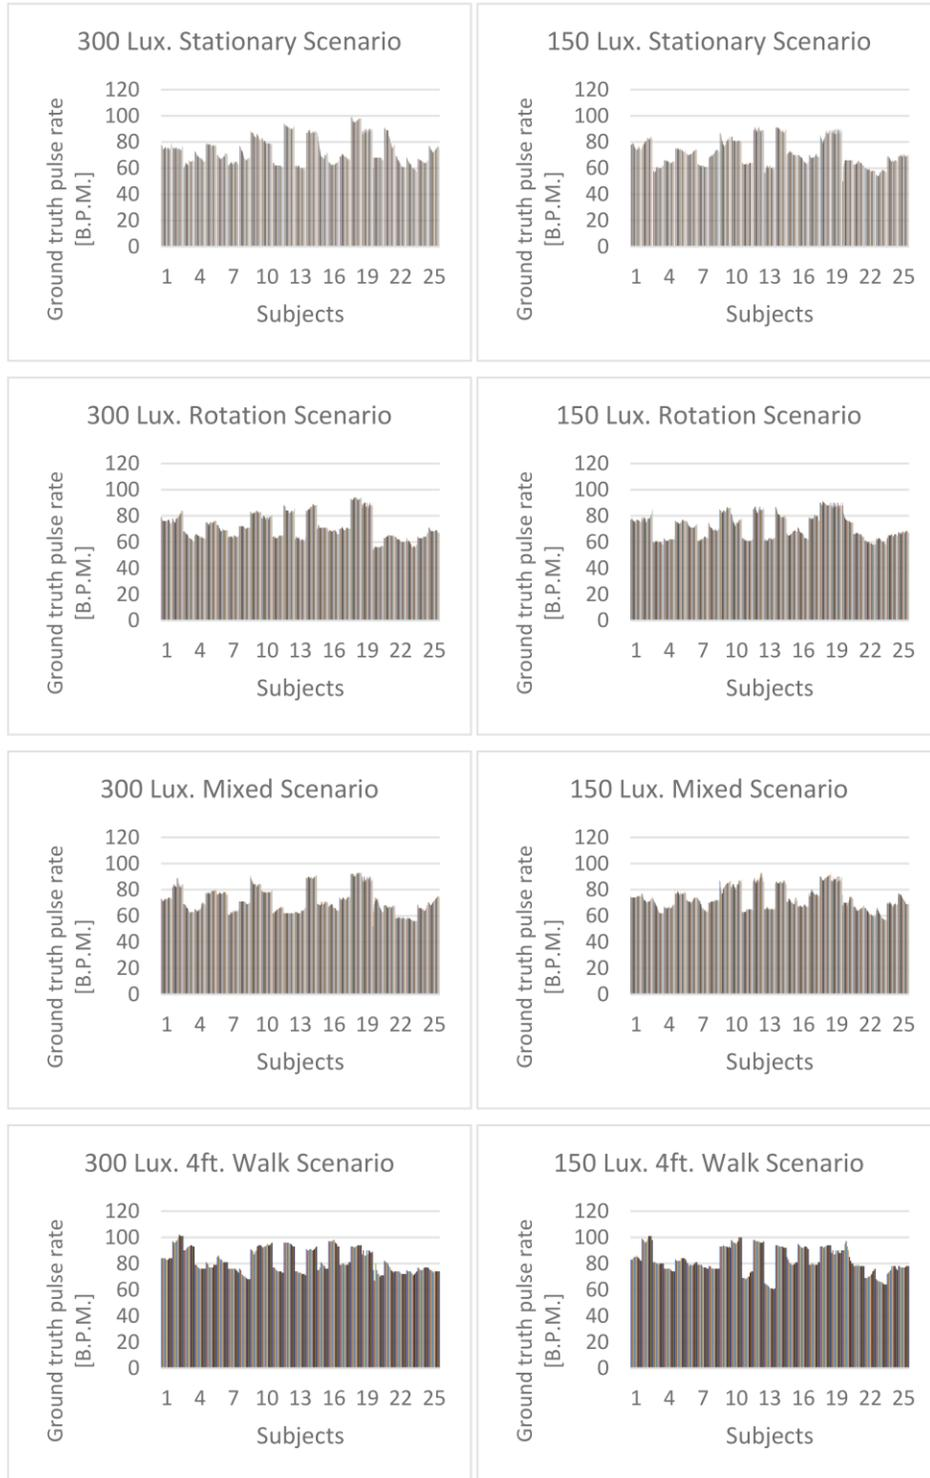 300 Lux. Stationary Scenario
Ground truth pulse rate
[B.P.M.]
120
100
80
60
40
20
0
1 4 7 10 13 16 19 22 25
Subjects
150 Lux. Stationary Scenario
Ground truth pulse rate
[B.P.M.]
120
100
80
60
40
20
0
1 4 7 10 13 16 19 22 25
Subjects
300 Lux. Rotation Scenario
Ground truth pulse rate
[B.P.M.]
120
100
80
60
40
20
0
1 4 7 10 13 16 19 22 25
Subjects
150 Lux. Rotation Scenario
Ground truth pulse rate
[B.P.M.]
120
100
80
60
40
20
0
1 4 7 10 13 16 19 22 25
Subjects
300 Lux. Mixed Scenario
Ground truth pulse rate
[B.P.M.]
120
100
80
60
40
20
0
1 4 7 10 13 16 19 22 25
Subjects
150 Lux. Mixed Scenario
Ground truth pulse rate
[B.P.M.]
120
100
80
60
40
20
0
1 4 7 10 13 16 19 22 25
Subjects
300 Lux. 4ft. Walk Scenario
Ground truth pulse rate
[B.P.M.]
120
100
80
60
40
20
0
1 4 7 10 13 16 19 22 25
Subjects
150 Lux. 4ft. Walk Scenario
Ground truth pulse rate
[B.P.M.]
120
100
80
60
40
20
0
1 4 7 10 13 16 19 22 25
Subjects